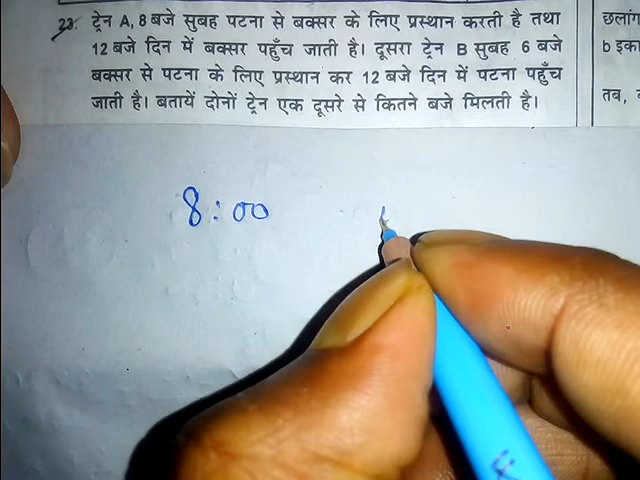 23. ट्रेन A, 8 बजे सुबह पटना से बक्सर के लिए प्रस्थान करती है तथा
12 बजे दिन में बक्सर पहुँच जाती है। दूसरा ट्रेन B सुबह 6 बजे
बक्सर से पटना के लिए प्रस्थान कर 12 बजे दिन में पटना पहुँच
जाती है। बतायें दोनों ट्रेन एक दूसरे से कितने बजे मिलती है।
छलांग
b इका
तब,
8:00